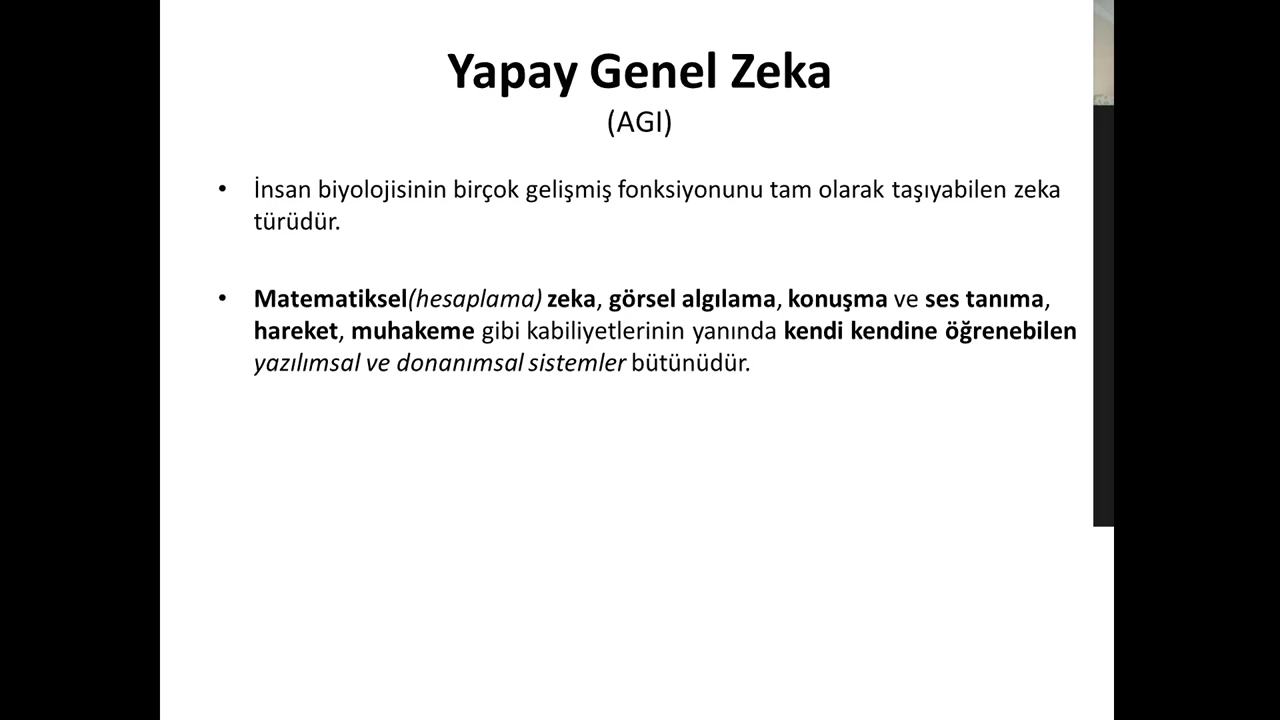 Yapay Genel Zeka
(AGI)
• İnsan biyolojisinin birçok gelişmiş fonksiyonunu tam olarak taşıyabilen zeka
türüdür.
• Matematiksel(hesaplama) zeka, görsel algılama, konuşma ve ses tanıma,
hareket, muhakeme gibi kabiliyetlerinin yanında kendi kendine öğrenebilen
yazılımsal ve donanımsal sistemler bütünüdür.